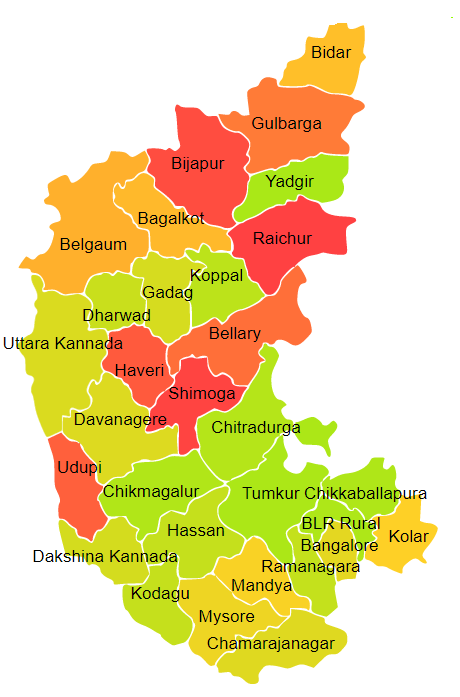 Bidar
Gulbarga
Bijapur
Yadgir
Bagalkot
Raichur
Belgaum
Koppal
Gadag
Dharwad
Bellary
Uttara Kannada
Haveri
Shimoga
Davanagere
Chitradurga
Udupi
Chikmagalur
Tumkur Chikkaballapura
BLR Rural
Hassan
Kolar
Bangalore
Dakshina Kannada
Ramanagara
Mandya
Kodagu
Mysore
Chamarajanagar